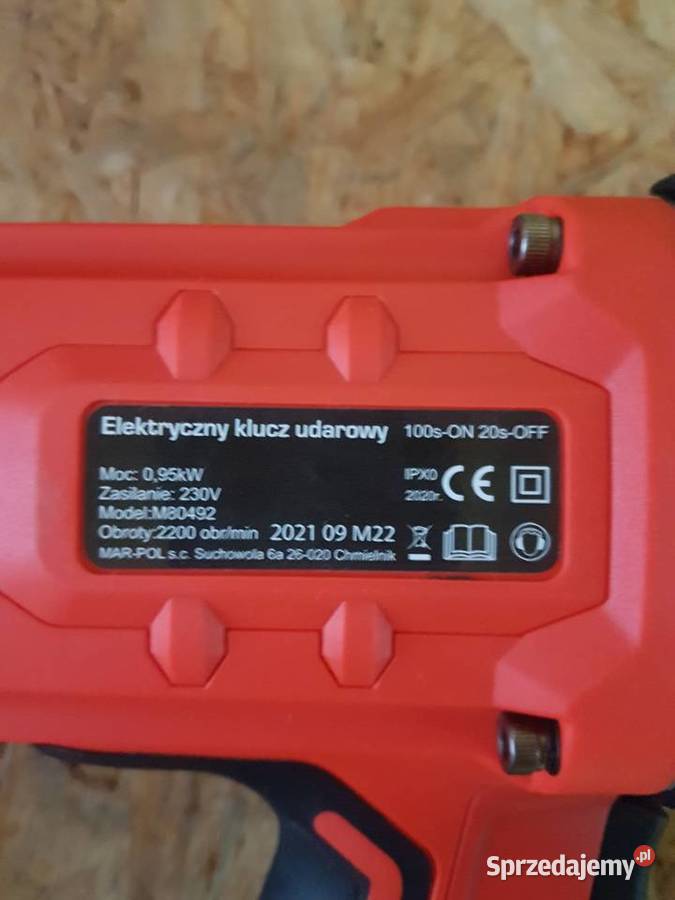 Elektryczny klucz udarowy 100s-ON 20s-OFF
Moc: 0,95kW
Zasilanie: 230V
Model:M80492
Obroty:2200 obr/min 2021 09 M22
MAR-POL s.c. Suchowola 6a 26-020 Chmielnik
IPX0
2020r.
CE
Sprzedajemy.pl